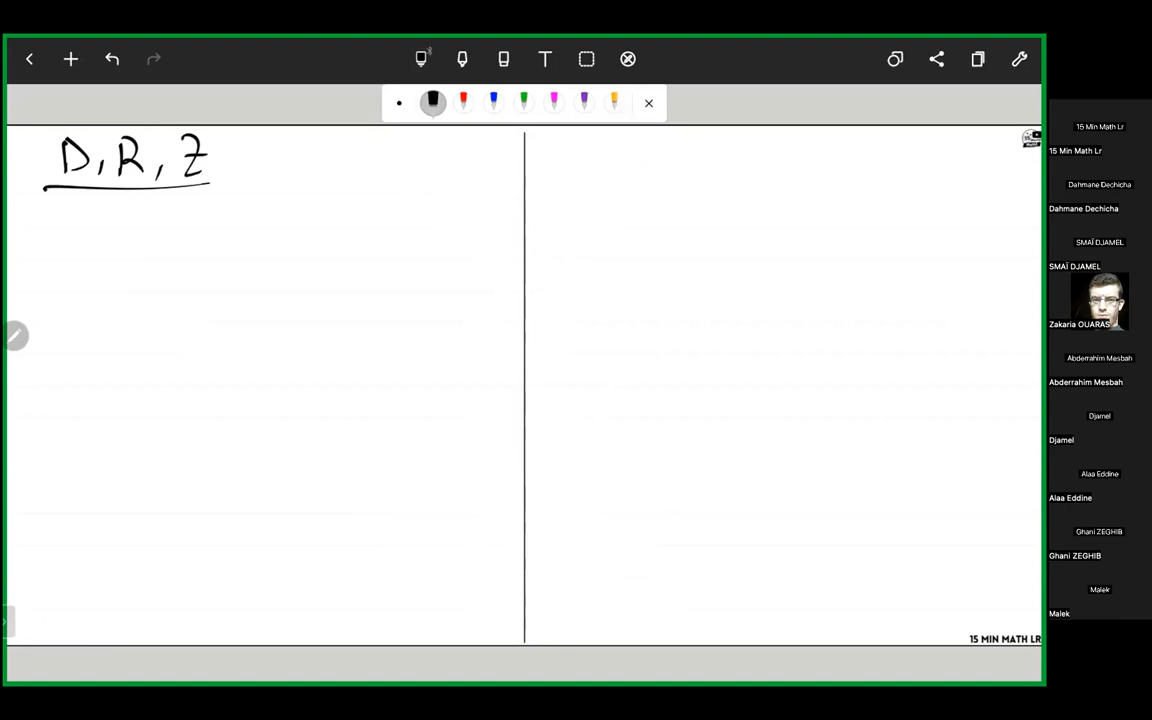 T
D, R, Z
15 Min Math Lr
15 Min Math Lr
Dahmane Dechicha
Dahmane Dechicha
SMAÏ DJAMEL
SMAÏ DJAMEL
Zakaria OUARAS
Abderrahim Mesbah
Abderrahim Mesbah
Djamel
Djamel
Alaa Eddine
Alaa Eddine
Ghani ZEGHIB
Ghani ZEGHIB
Malek
Malek
15 MIN MATH LR